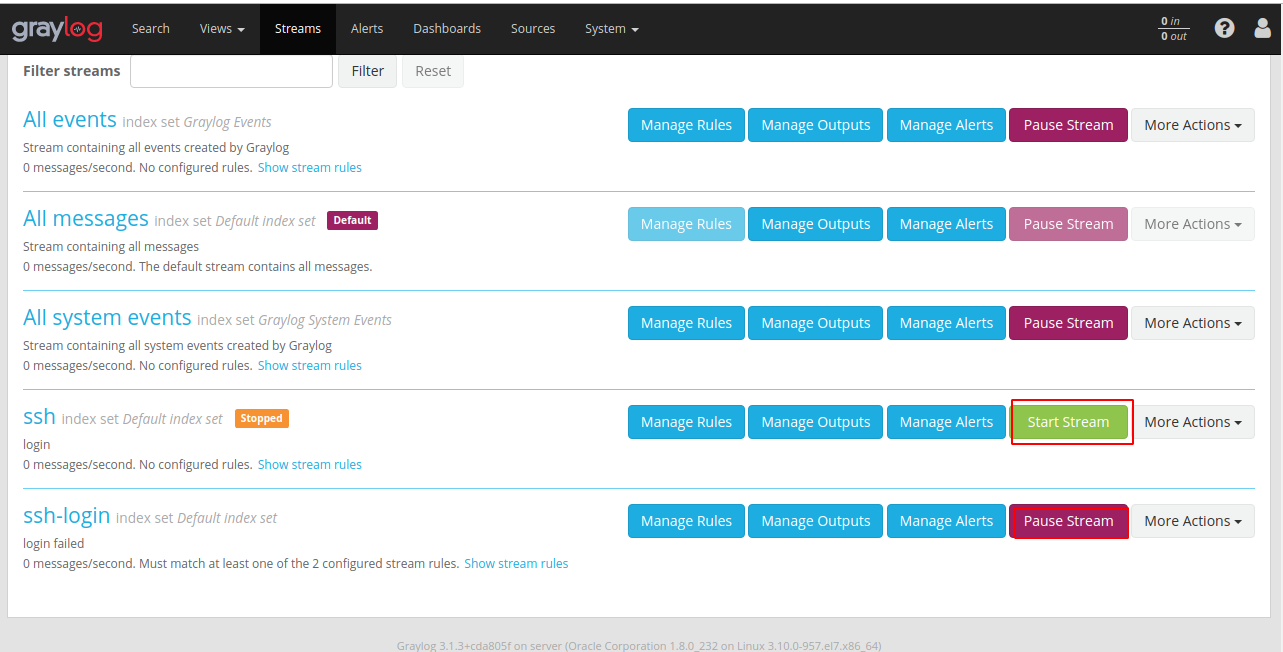 graylog Search Views Streams Alerts Dashboards Sources System 0 in
0 out ?
Filter streams Filter Reset
All events index set Graylog Events Manage Rules Manage Outputs Manage Alerts Pause Stream More Actions
Stream containing all events created by Graylog
0 messages/second. No configured rules. Show stream rules
All messages index set Default index set Default Manage Rules Manage Outputs Manage Alerts Pause Stream More Actions
Stream containing all messages
0 messages/second. The default stream contains all messages.
All system events index set Graylog System Events Manage Rules Manage Outputs Manage Alerts Pause Stream More Actions
Stream containing all system events created by Graylog
0 messages/second. No configured rules. Show stream rules
ssh index set Default index set Stopped Manage Rules Manage Outputs Manage Alerts Start Stream More Actions
login
0 messages/second. No configured rules. Show stream rules
ssh-login index set Default index set Manage Rules Manage Outputs Manage Alerts Pause Stream More Actions
login failed
0 messages/second. Must match at least one of the 2 configured stream rules. Show stream rules
Graylog 3.1.3+cda805f on server (Oracle Corporation 1.8.0_232 on Linux 3.10.0-957.el7.x86_64)